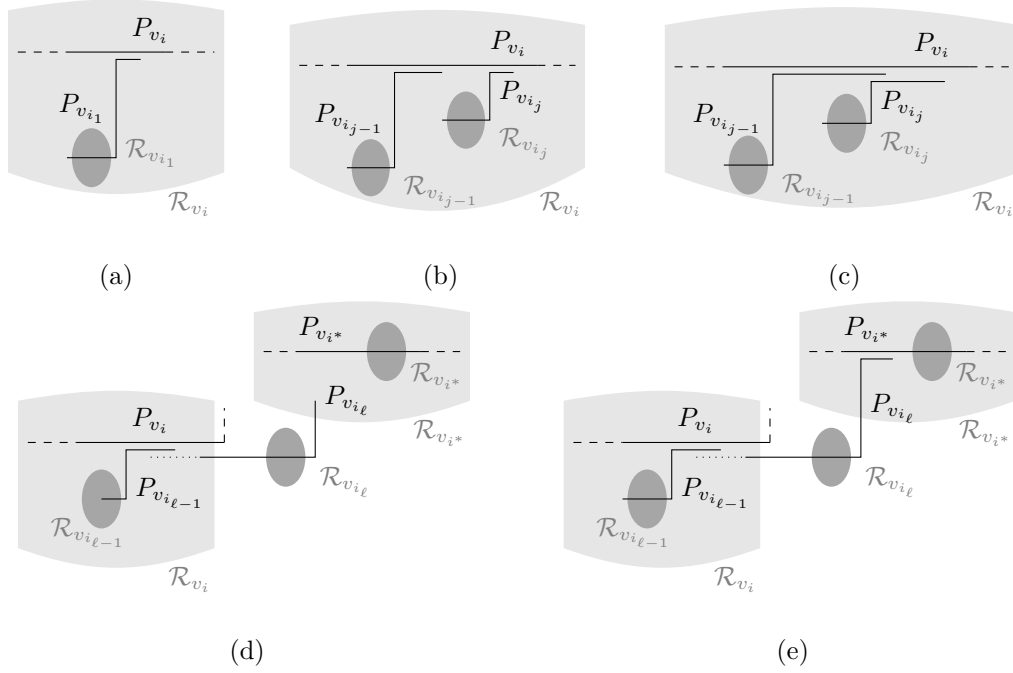 P_{v_i}
P_{v_{i_1}}
\mathcal{R}_{v_{i_1}}
\mathcal{R}_{v_i}
(a)
P_{v_i}
P_{v_{i_{j-1}}}
P_{v_{i_j}}
\mathcal{R}_{v_{i_j}}
\mathcal{R}_{v_{i_{j-1}}}
\mathcal{R}_{v_i}
(b)
P_{v_i}
P_{v_{i_{j-1}}}
P_{v_{i_j}}
\mathcal{R}_{v_{i_j}}
\mathcal{R}_{v_{i_{j-1}}}
\mathcal{R}_{v_i}
(c)
P_{v_{i^*}}
\mathcal{R}_{v_{i^*}}
P_{v_{i_\ell}}
P_{v_i}
\mathcal{R}_{v_{i^*}}
\mathcal{R}_{v_{i_\ell}}
P_{v_{i_{\ell-1}}}
\mathcal{R}_{v_{i_{\ell-1}}}
\mathcal{R}_{v_i}
(d)
P_{v_{i^*}}
\mathcal{R}_{v_{i^*}}
P_{v_{i_\ell}}
P_{v_i}
\mathcal{R}_{v_{i^*}}
\mathcal{R}_{v_{i_\ell}}
P_{v_{i_{\ell-1}}}
\mathcal{R}_{v_{i_{\ell-1}}}
\mathcal{R}_{v_i}
(e)